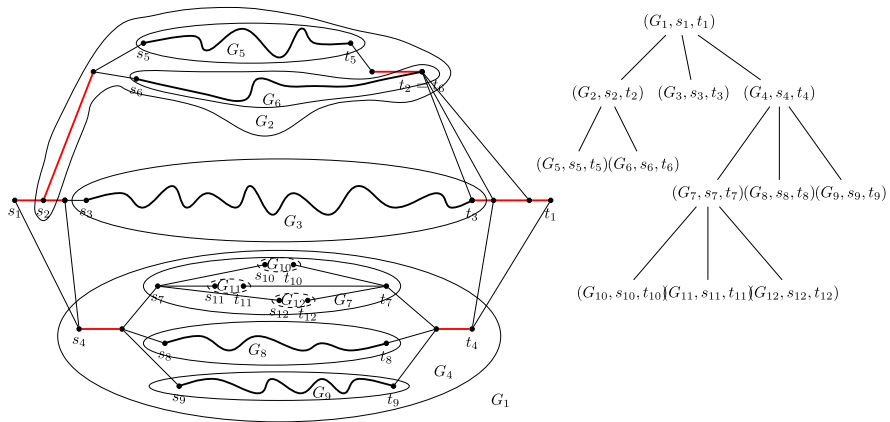 s5 G5 t5
s6 G6 t2 = t6
G2
s1 s2 s3 G3 t3 t1
G10
s10 t10
s7 G11 t7
s11 t11 G12 G7
s12 t12
s4 t4
s8 G8 t8
G4
s9 G9 t9
G1
(G1, s1, t1)
(G2, s2, t2) (G3, s3, t3) (G4, s4, t4)
(G5, s5, t5) (G6, s6, t6)
(G7, s7, t7) (G8, s8, t8) (G9, s9, t9)
(G10, s10, t10) (G11, s11, t11) (G12, s12, t12)